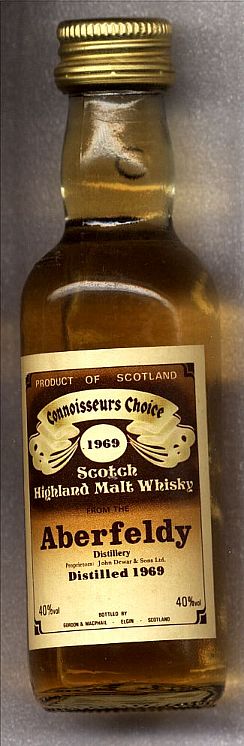 PRODUCT OF SCOTLAND
Connoisseurs Choice
1969
Scotch
Highland Malt Whisky
FROM THE
Aberfeldy
Distillery
Proprietors: John Dewar & Sons Ltd.
Distilled 1969
40%vol 40%vol
BOTTLED BY
GORDON & MACPHAIL - ELGIN - SCOTLAND